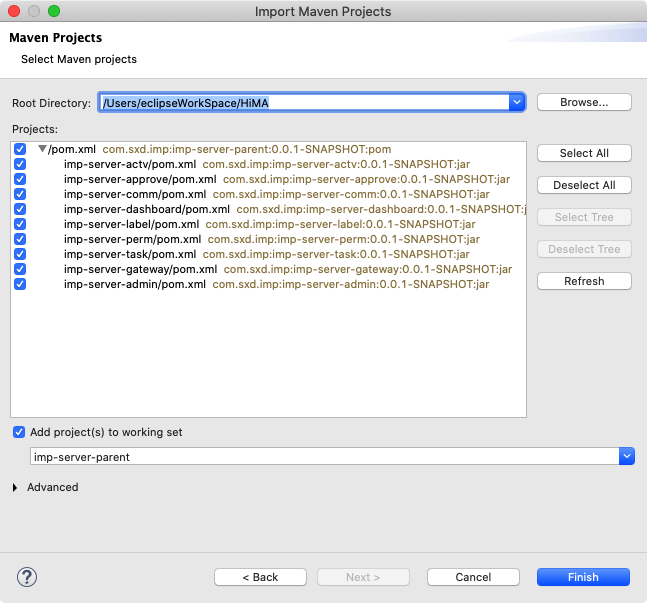 Import Maven Projects
Maven Projects
Select Maven projects
Root Directory: /Users/eclipseWorkSpace/HiMA Browse...
Projects:
/pom.xml com.sxd.imp:imp-server-parent:0.0.1-SNAPSHOT:pom
imp-server-actv/pom.xml com.sxd.imp:imp-server-actv:0.0.1-SNAPSHOT:jar
imp-server-approve/pom.xml com.sxd.imp:imp-server-approve:0.0.1-SNAPSHOT:jar
imp-server-comm/pom.xml com.sxd.imp:imp-server-comm:0.0.1-SNAPSHOT:jar
imp-server-dashboard/pom.xml com.sxd.imp:imp-server-dashboard:0.0.1-SNAPSHOT:j
imp-server-label/pom.xml com.sxd.imp:imp-server-label:0.0.1-SNAPSHOT:jar
imp-server-perm/pom.xml com.sxd.imp:imp-server-perm:0.0.1-SNAPSHOT:jar
imp-server-task/pom.xml com.sxd.imp:imp-server-task:0.0.1-SNAPSHOT:jar
imp-server-gateway/pom.xml com.sxd.imp:imp-server-gateway:0.0.1-SNAPSHOT:jar
imp-server-admin/pom.xml com.sxd.imp:imp-server-admin:0.0.1-SNAPSHOT:jar
Select All
Deselect All
Select Tree
Deselect Tree
Refresh
Add project(s) to working set
imp-server-parent
Advanced
? < Back Next > Cancel Finish